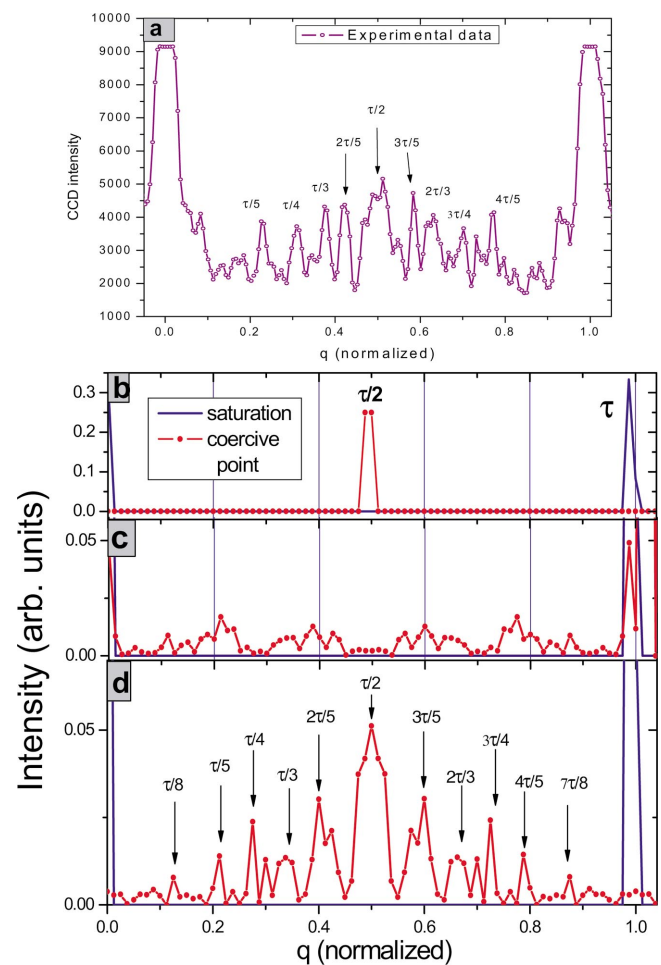 a
Experimental data
10000
9000
8000
7000
6000
5000
4000
3000
2000
1000
CCD intensity
τ/5
τ/4
τ/3
2τ/5
τ/2
3τ/5
2τ/3
3τ/4
4τ/5
0.0 0.2 0.4 0.6 0.8 1.0
q (normalized)
b
saturation
coercive
point
τ/2
τ
0.3
0.2
0.1
0.0
c
0.05
0.00
d
0.05
0.00
τ/8
τ/5
τ/4
τ/3
2τ/5
τ/2
3τ/5
2τ/3
3τ/4
4τ/5
7τ/8
Intensity (arb. units)
0.0 0.2 0.4 0.6 0.8 1.0
q (normalized)